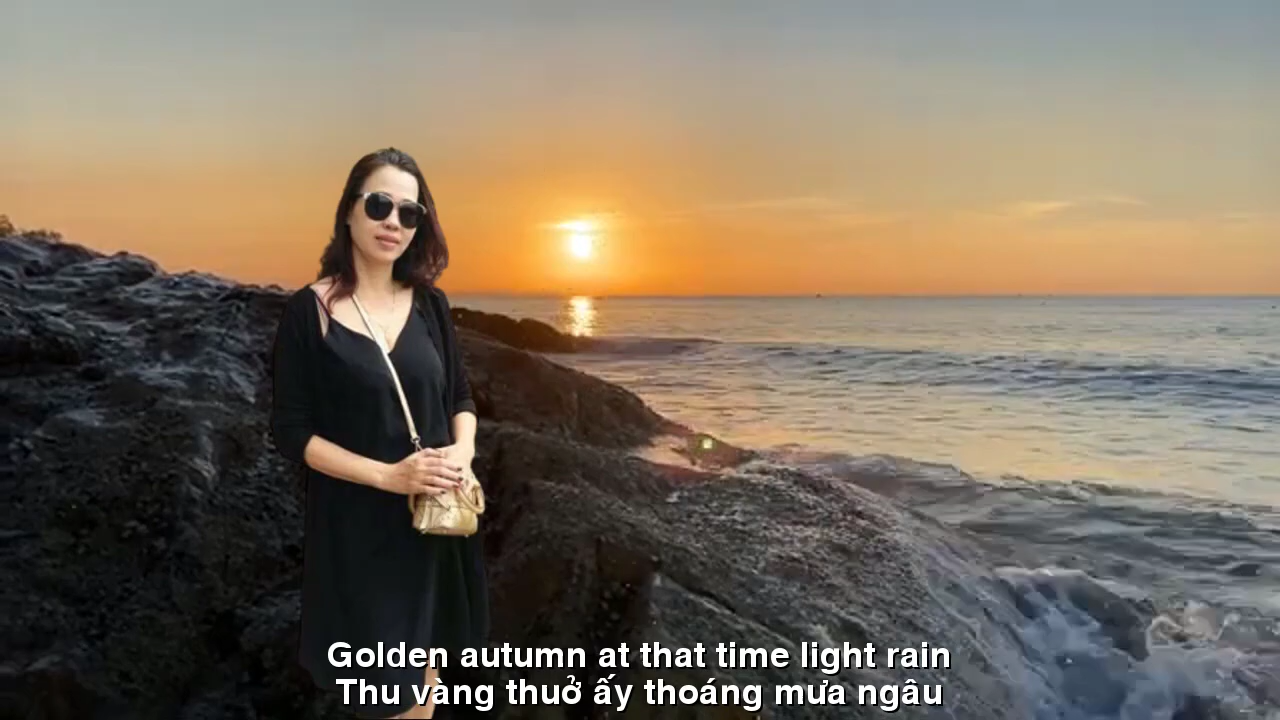 Golden autumn at that time light rain
Thu vàng thuở ấy thoáng mưa ngâu